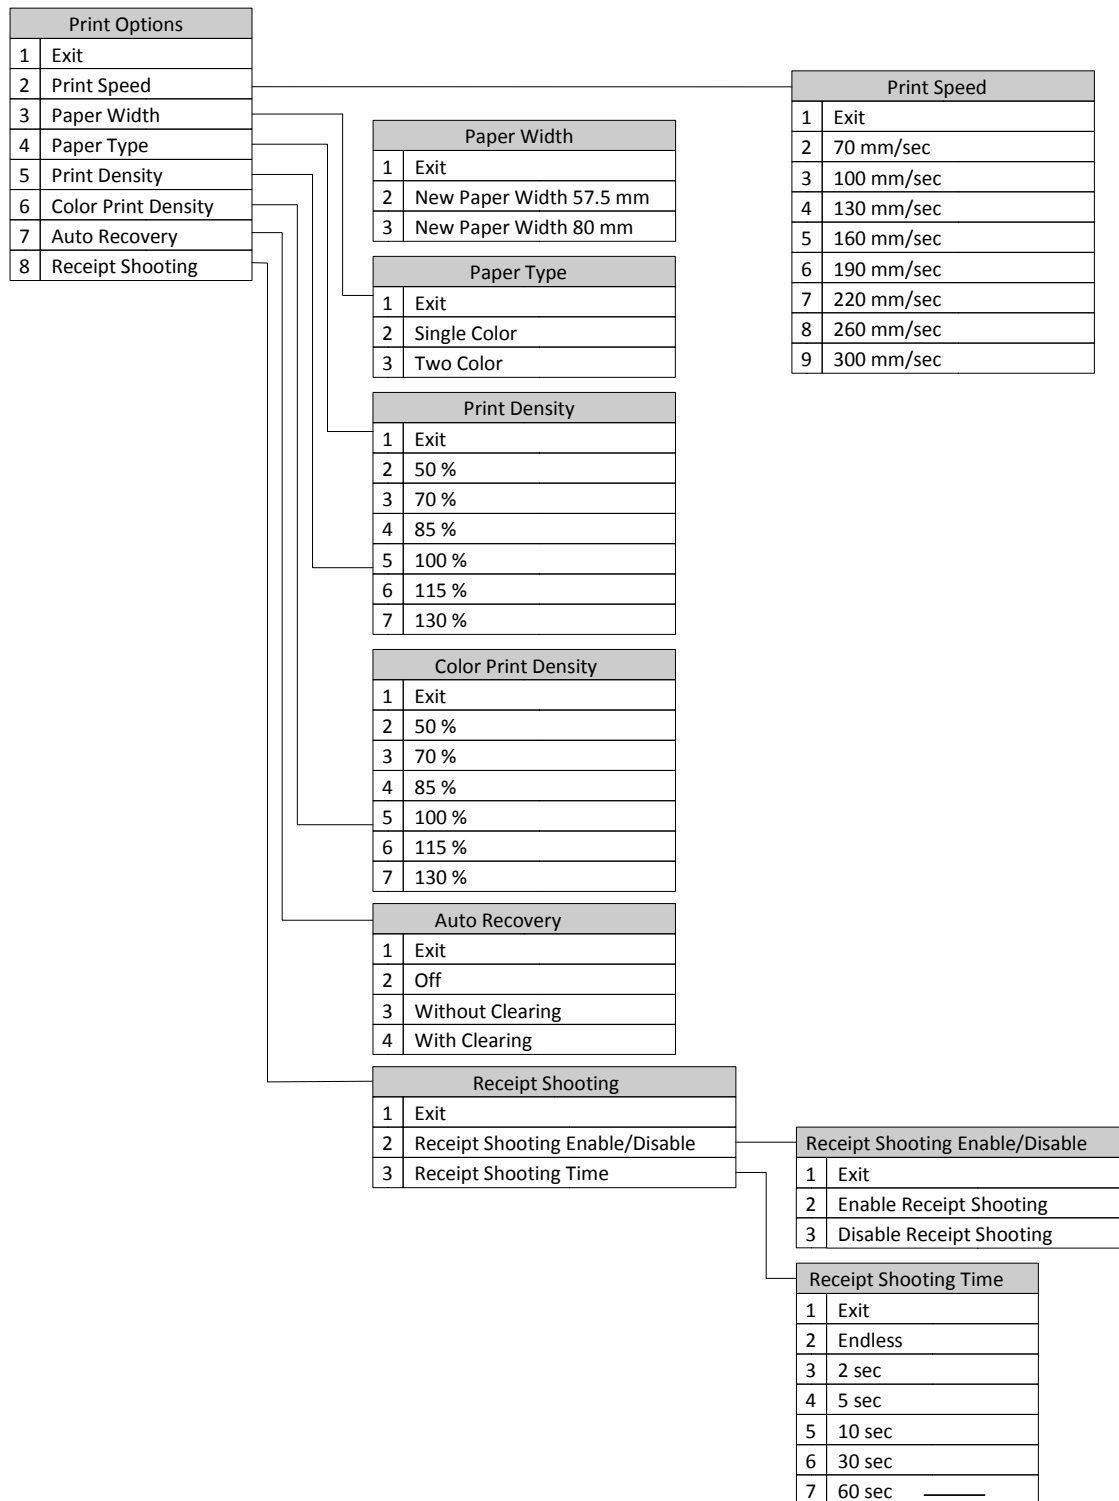 Print Options
1 Exit
2 Print Speed
3 Paper Width
4 Paper Type
5 Print Density
6 Color Print Density
7 Auto Recovery
8 Receipt Shooting
Print Speed
1 Exit
2 70 mm/sec
3 100 mm/sec
4 130 mm/sec
5 160 mm/sec
6 190 mm/sec
7 220 mm/sec
8 260 mm/sec
9 300 mm/sec
Paper Width
1 Exit
2 New Paper Width 57.5 mm
3 New Paper Width 80 mm
Paper Type
1 Exit
2 Single Color
3 Two Color
Print Density
1 Exit
2 50 %
3 70 %
4 85 %
5 100 %
6 115 %
7 130 %
Color Print Density
1 Exit
2 50 %
3 70 %
4 85 %
5 100 %
6 115 %
7 130 %
Auto Recovery
1 Exit
2 Off
3 Without Clearing
4 With Clearing
Receipt Shooting
1 Exit
2 Receipt Shooting Enable/Disable
3 Receipt Shooting Time
Receipt Shooting Enable/Disable
1 Exit
2 Enable Receipt Shooting
3 Disable Receipt Shooting
Receipt Shooting Time
1 Exit
2 Endless
3 2 sec
4 5 sec
5 10 sec
6 30 sec
7 60 sec